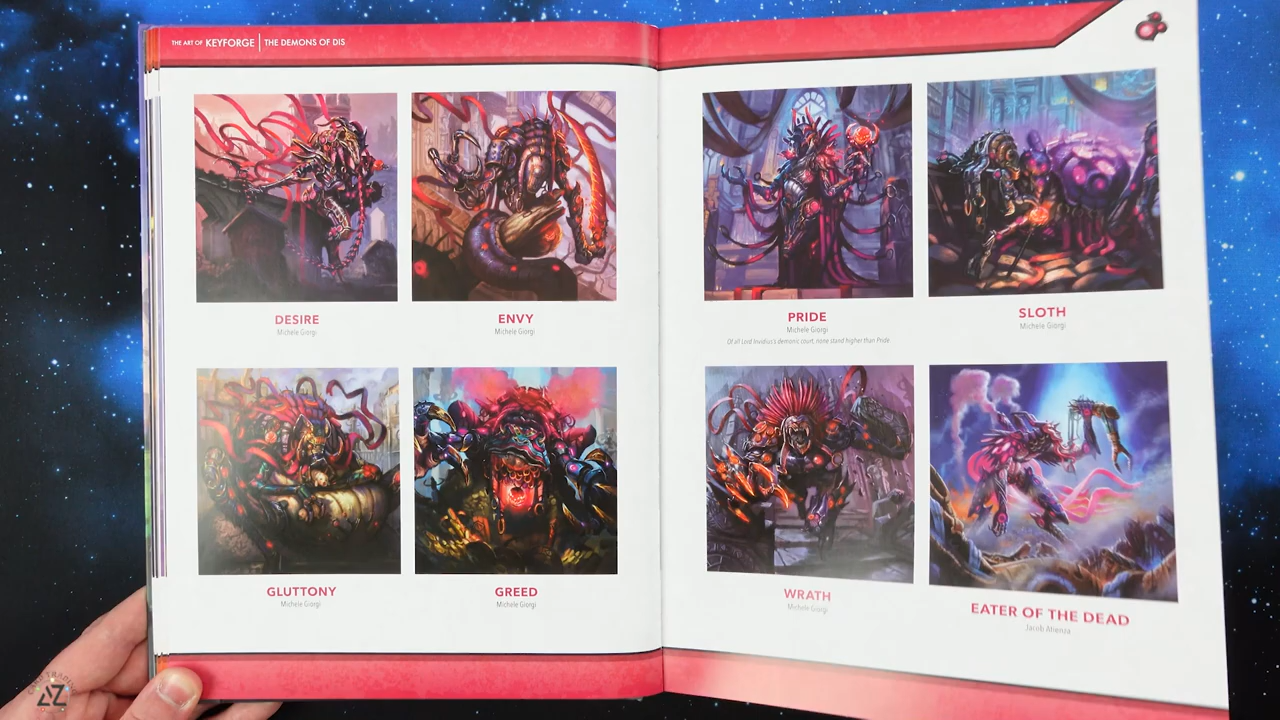 THE ART OF KEYFORGE | THE DEMONS OF DIS
DESIRE
Michele Giorgi
ENVY
Michele Giorgi
PRIDE
Michele Giorgi
Of all Lord Invidius's demonic court, none stand higher than Pride.
SLOTH
Michele Giorgi
GLUTTONY
Michele Giorgi
GREED
Michele Giorgi
WRATH
Michele Giorgi
EATER OF THE DEAD
Jacob Atienza